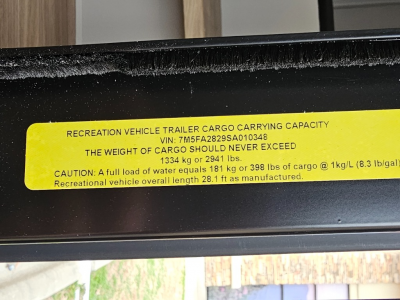 RECREATION VEHICLE TRAILER CARGO CARRYING CAPACITY
VIN: 7M5FA2829SA010348
THE WEIGHT OF CARGO SHOULD NEVER EXCEED
1334 kg or 2941 lbs.
CAUTION: A full load of water equals 181 kg or 398 lbs of cargo @ 1kg/L (8.3 lb/gal)
Recreational vehicle overall length 28.1 ft as manufactured.